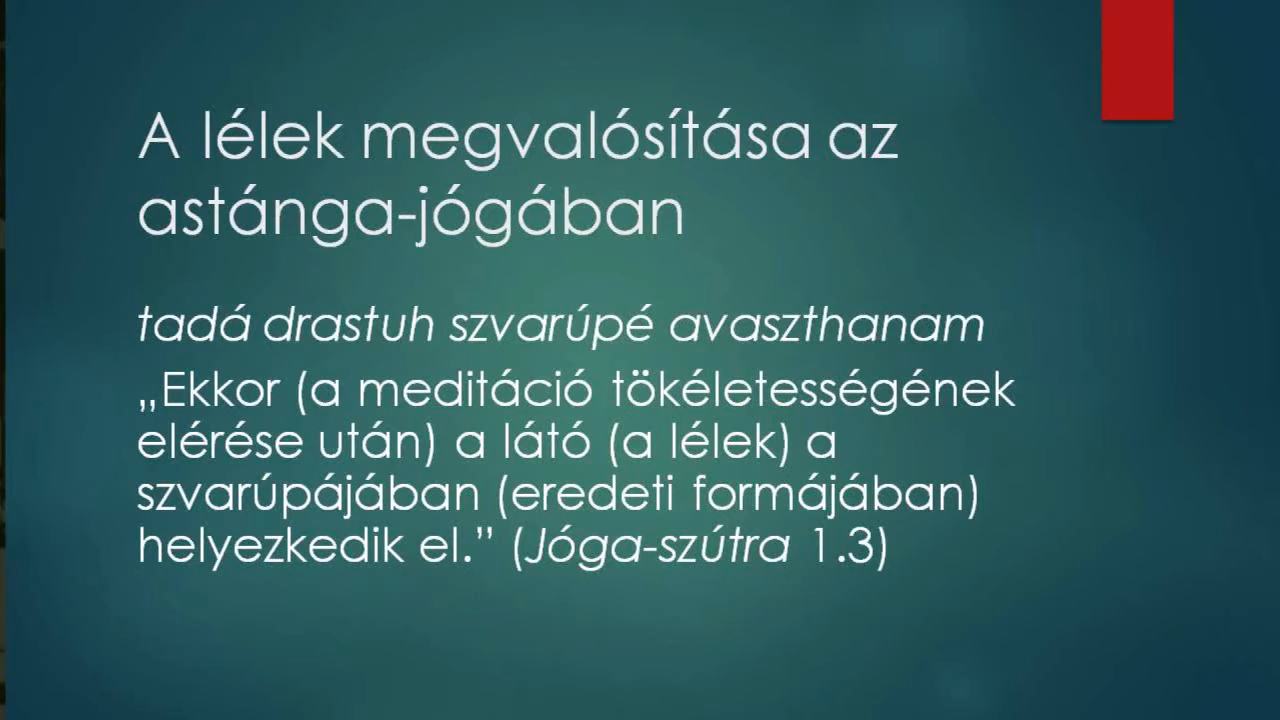 A lélek megvalósítása az
astánga-jógában
tadá drastuh szvarúpé avaszthanam
„Ekkor (a meditáció tökéletességének
elérése után) a látó (a lélek) a
szvarúpájában (eredeti formájában)
helyezkedik el.” (Jóga-szútra 1.3)